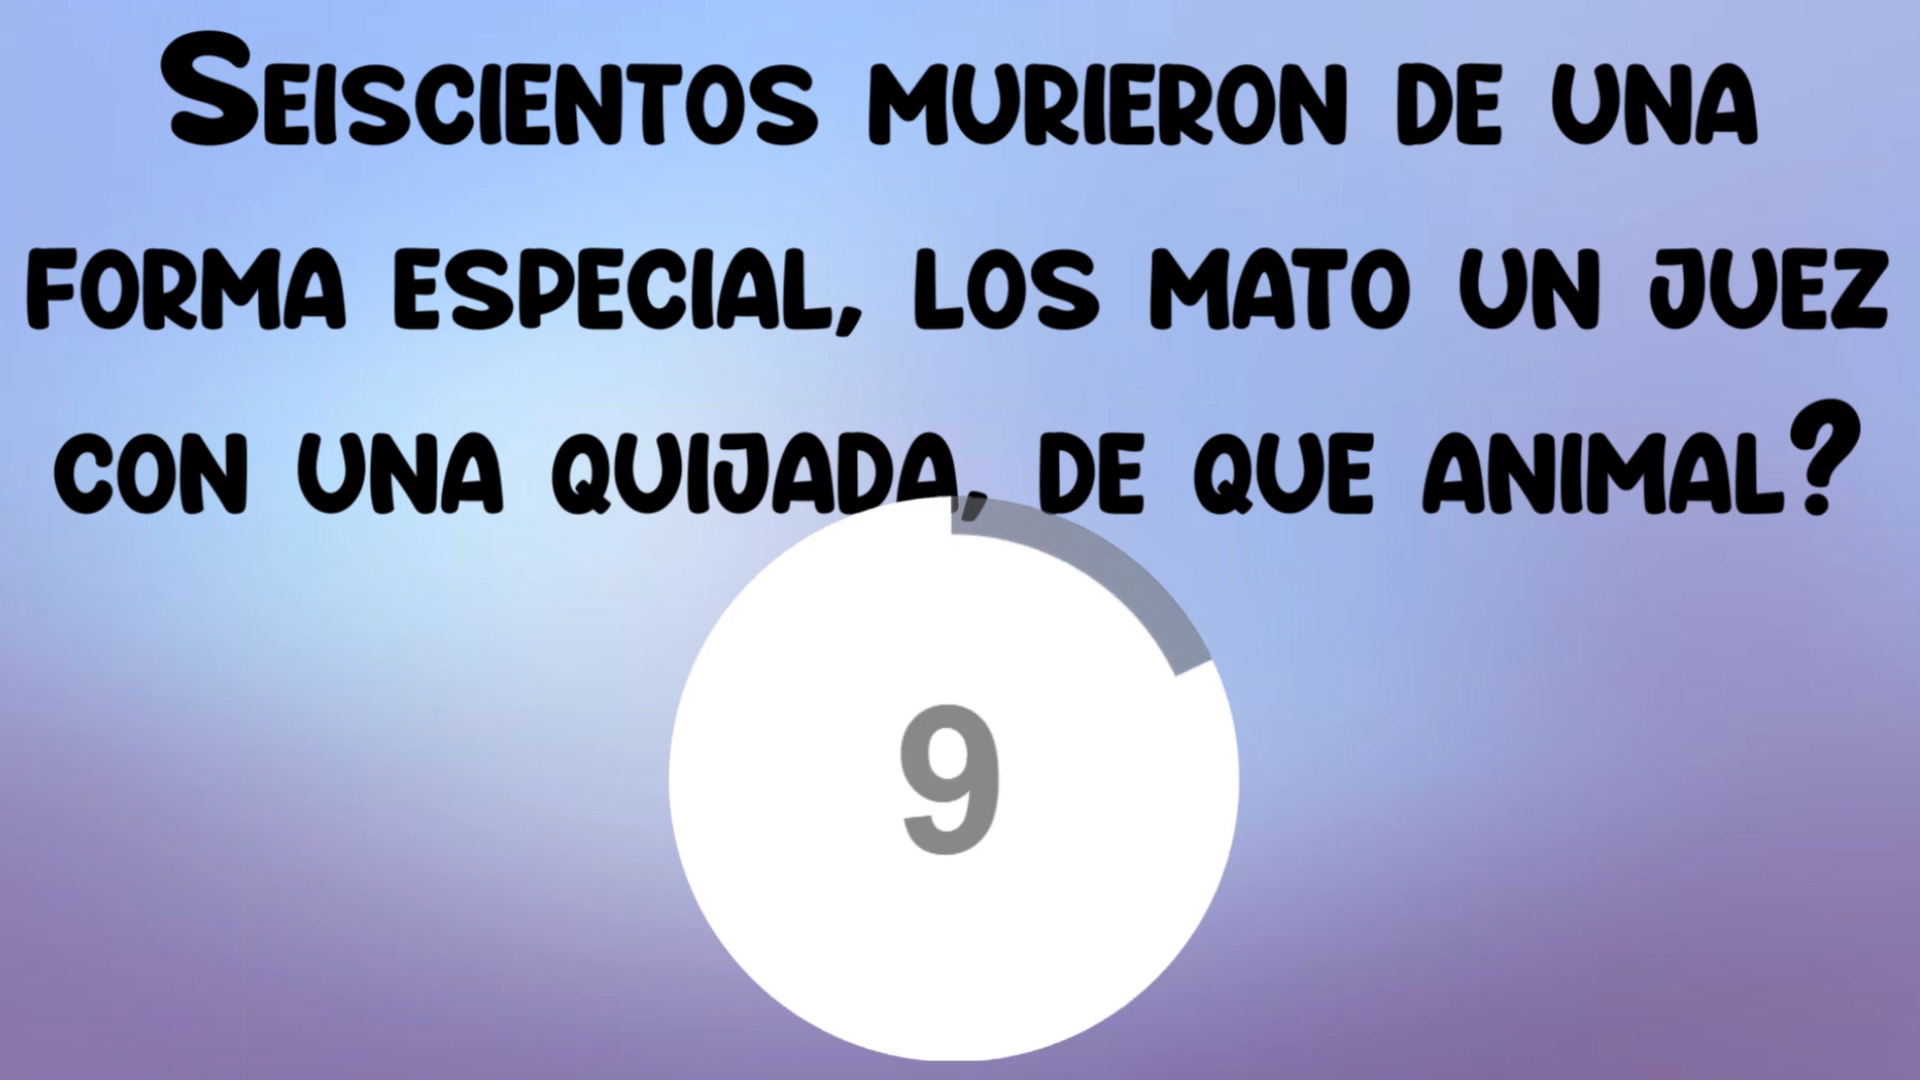 Seiscientos murieron de una
forma especial, los mato un juez
con una quijada, de que animal?
9